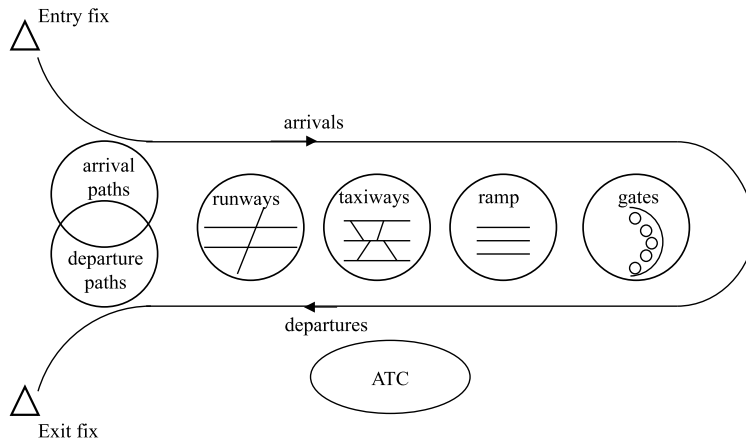 Entry fix
arrivals
arrival
paths
runways
taxiways
ramp
gates
departure
paths
departures
ATC
Exit fix